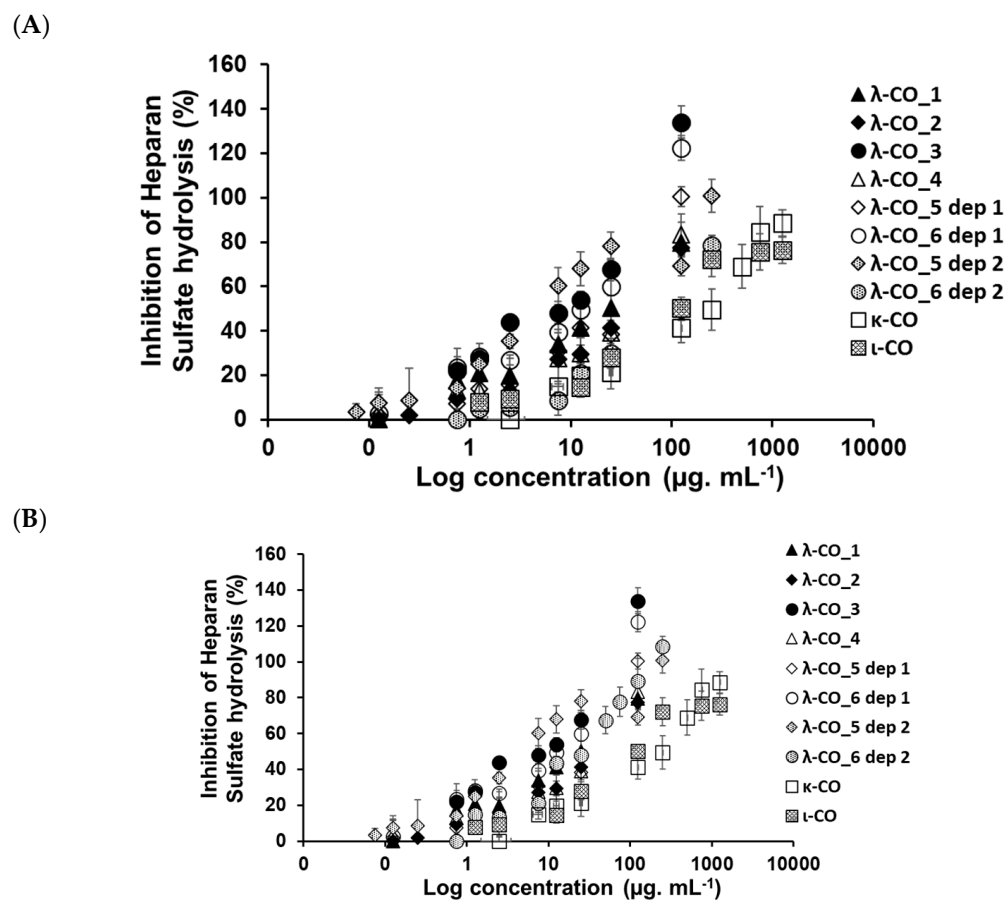 (A)
Inhibition of Heparan
Sulfate hydrolysis (%)
160
140
120
100
80
60
40
20
0
0
0
1
10
100
1000
10000
Log concentration (µg. mL-1)
λ-CO_1
λ-CO_2
λ-CO_3
λ-CO_4
λ-CO_5 dep 1
λ-CO_6 dep 1
λ-CO_5 dep 2
λ-CO_6 dep 2
κ-CO
ι-CO
(B)
Inhibition of Heparan
Sulfate hydrolysis (%)
160
140
120
100
80
60
40
20
0
0
0
1
10
100
1000
10000
Log concentration (µg. mL-1)
λ-CO_1
λ-CO_2
λ-CO_3
λ-CO_4
λ-CO_5 dep 1
λ-CO_6 dep 1
λ-CO_5 dep 2
λ-CO_6 dep 2
κ-CO
ι-CO